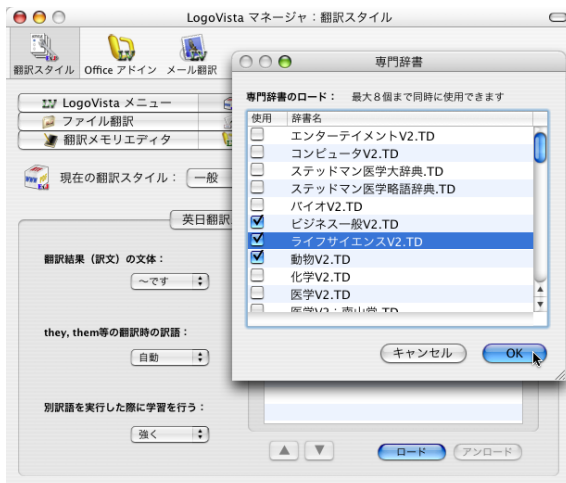 LogoVista マネージャ：翻訳スタイル
翻訳スタイル Office アドイン メール翻訳
LogoVista メニュー
ファイル翻訳
翻訳メモリエディタ
現在の翻訳スタイル： 一般
英日翻訳
翻訳結果（訳文）の文体：
～です
they, them等の翻訳時の訳語：
自動
別訳語を実行した際に学習を行う：
強く
専門辞書
専門辞書のロード： 最大８個まで同時に使用できます
使用 辞書名
エンターテイメントV2.TD
コンピュータV2.TD
ステッドマン医学大辞典.TD
ステッドマン医学略語辞典.TD
バイオV2.TD
ビジネス一般V2.TD
ライフサイエンスV2.TD
動物V2.TD
化学V2.TD
医学V2.TD
医学V2：南山堂.TD
キャンセル OK
ロード アンロード